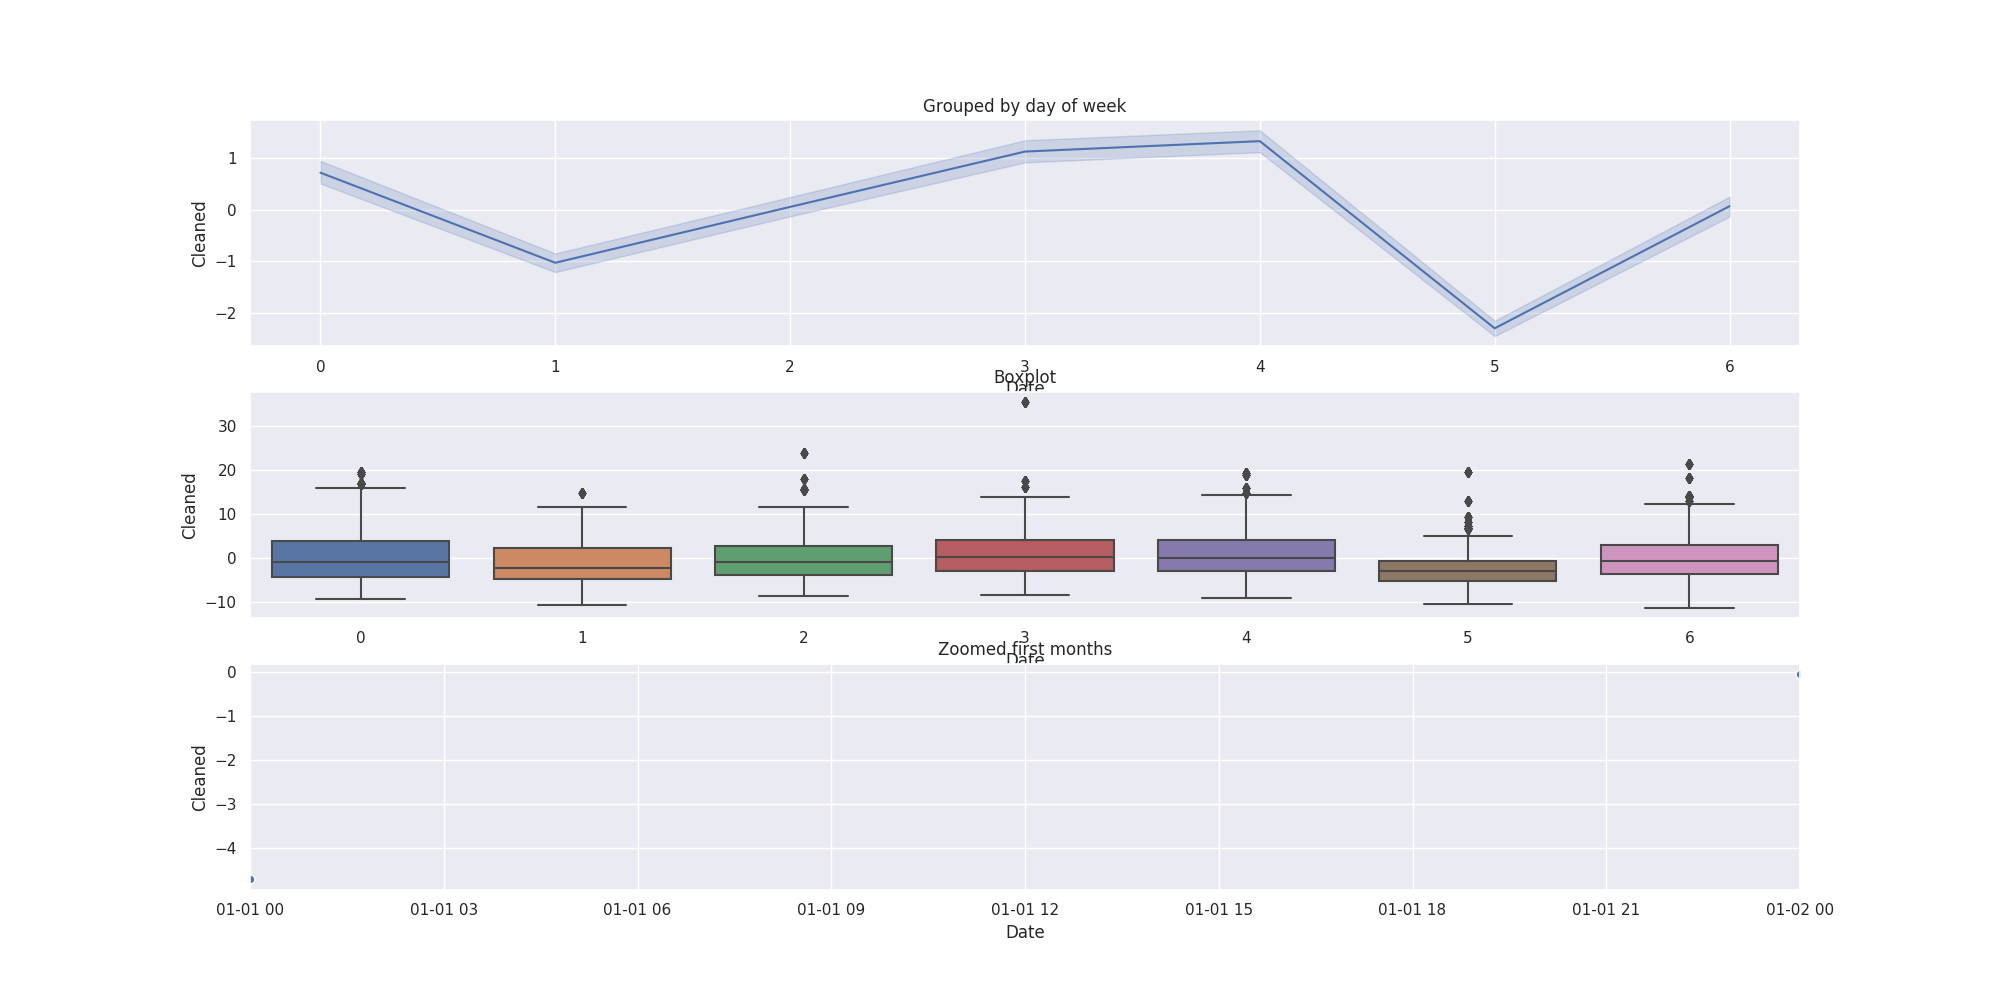 Grouped by day of week
Cleaned
1
0
−1
−2
0 1 2 3 4 5 6
Date
Boxplot
Cleaned
30
20
10
0
−10
0 1 2 3 4 5 6
Date
Zoomed first months
Cleaned
0
−1
−2
−3
−4
01-01 00 01-01 03 01-01 06 01-01 09 01-01 12 01-01 15 01-01 18 01-01 21 01-02 00
Date